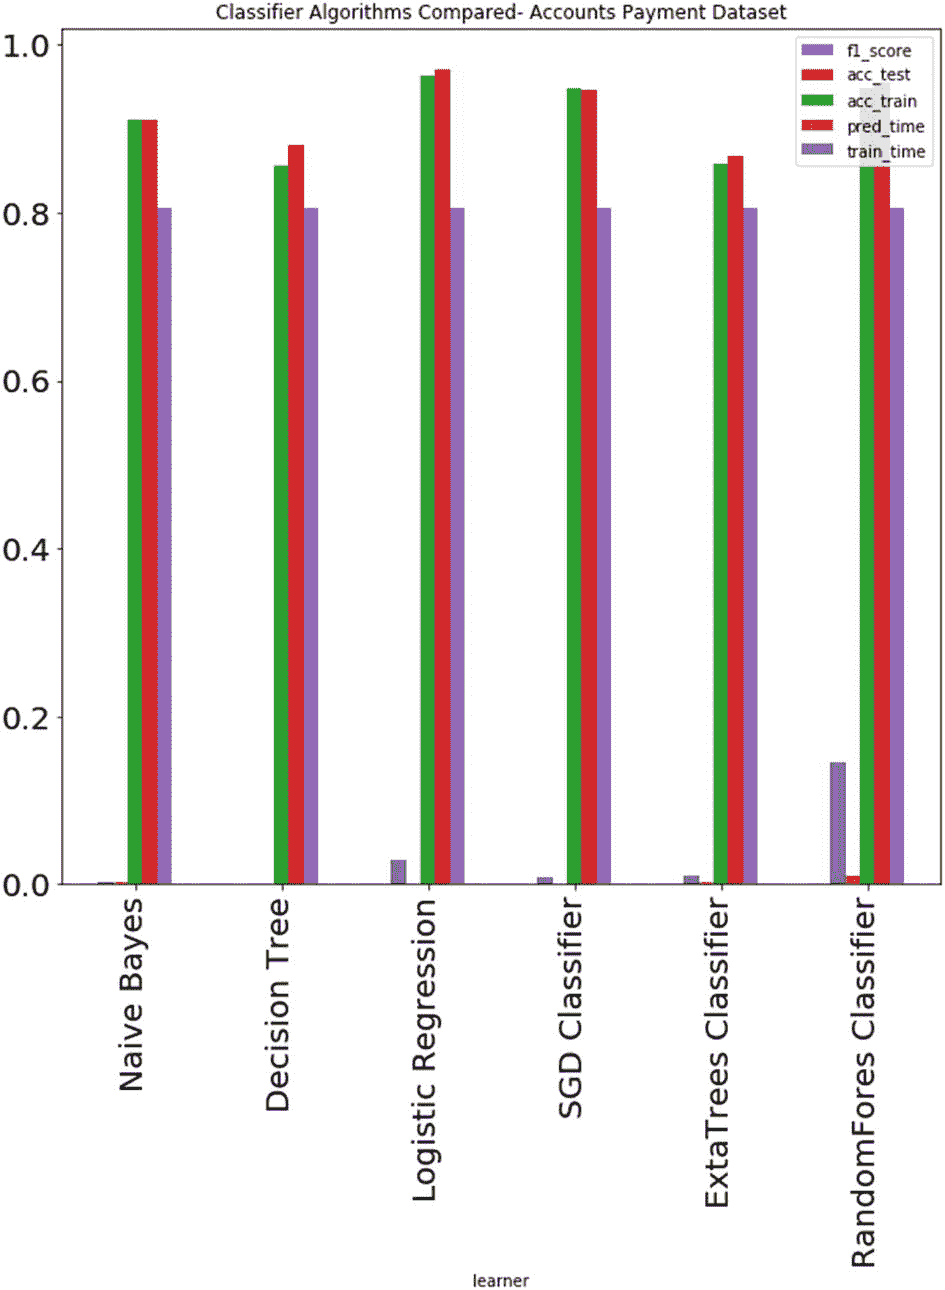 Classifier Algorithms Compared- Accounts Payment Dataset
1.0
0.8
0.6
0.4
0.2
0.0
f1_score
acc_test
acc_train
pred_time
train_time
Naive Bayes
Decision Tree
Logistic Regression
SGD Classifier
ExtaTrees Classifier
RandomFores Classifier
learner